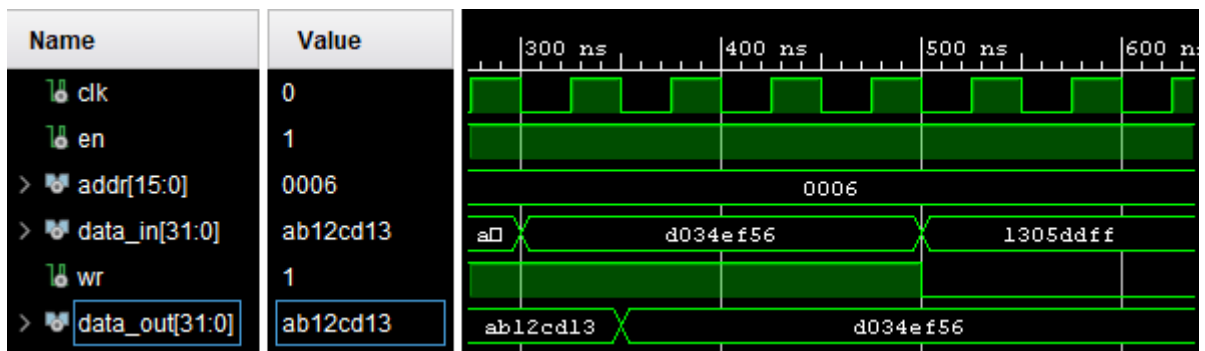 Name Value 300 ns 400 ns 500 ns 600 n
clk 0
en 1
addr[15:0] 0006 0006
data_in[31:0] ab12cd13 a□ d034ef56 1305ddff
wr 1
data_out[31:0] ab12cd13 ab12cd13 d034ef56